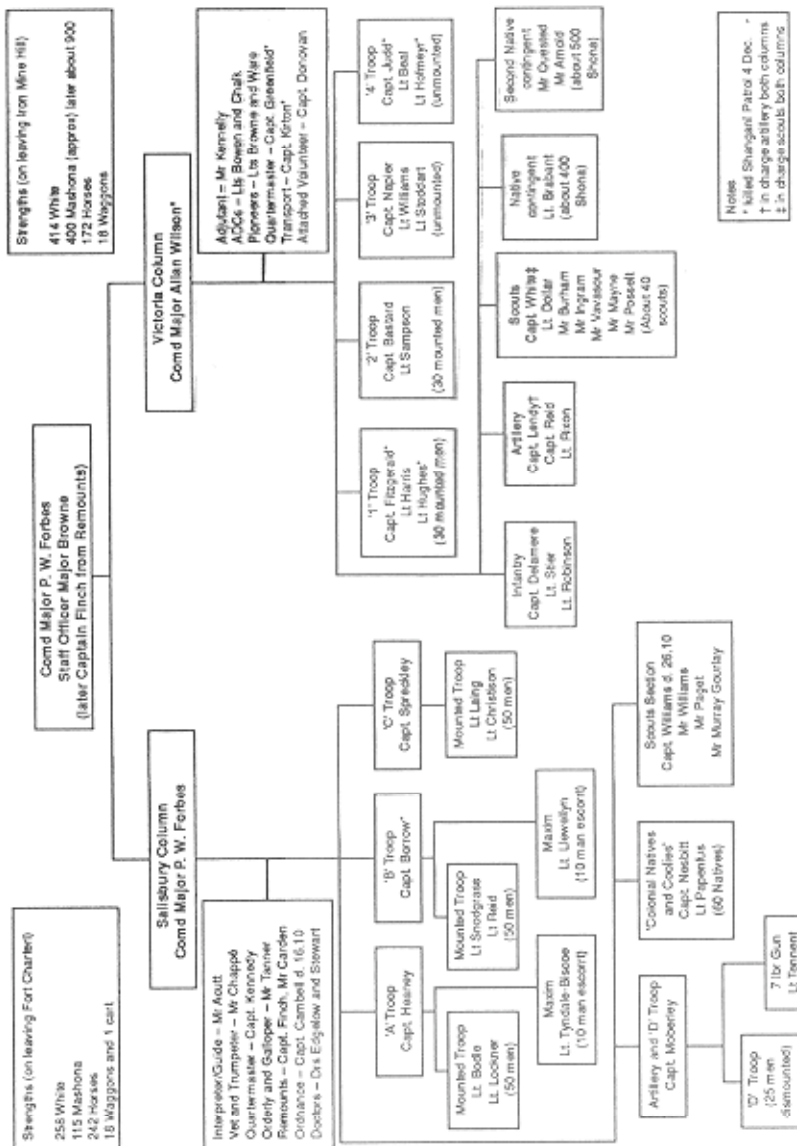 Comd Major P. W. Forbes
Staff Officer Major Browne
(later Captain Finch from Remounts)
Strengths (on leaving Fort Charter)
258 White
115 Mashona
242 Horses
18 Waggons and 1 cart
Salisbury Column
Comd Major P. W. Forbes
Interpreter/Guide – Mr Aoutt
Vet and Trumpeter – Mr Chappé
Quartermaster – Capt. Kennedy
Orderly and Galloper – Mr Tanner
Remounts – Capt. Finch, Mr Carden
Ordnance – Capt. Cambell d. 16.10
Doctors – Drs Edgelow and Stewart
'A' Troop
Capt. Heaney
Mounted Troop
Lt. Bodle
Lt. Lockner
(50 men)
Maxim
Lt. Tyndale-Biscoe
(10 man escorrt)
'B' Troop
Capt. Borrow*
Mounted Troop
Lt Snodgrass
Lt Reid
(50 men)
Maxim
Lt. Llewellyn
(10 man escorrt)
'C' Troop
Capt. Spreckley
Mounted Troop
Lt Laing
Lt Christison
(50 men)
Artillery and 'D' Troop
Capt. Moberley
'D' Troop
(25 men
dismounted)
7 lbr Gun
Lt Tennent
'Colonial Natives
and Coolies'
Capt. Nesbitt
Lt Papenfus
(60 Natives)
Scouts Section
Capt. Williams d. 26.10
Mr Williams
Mr Paget
Mr Murray Gourlay
Strengths (on leaving Iron Mine Hill)
414 White
400 Mashona (approx) later about 900
172 Horses
18 Waggons
Victoria Column
Comd Major Allan Wilson*
Adjutant – Mr Kennelly
ADCs – Lts Bowen and Chalk
Pioneers – Lts Browne and Ware
Quartermaster – Capt. Greenfield*
Transport – Capt. Kirton*
Attached Volunteer – Capt. Donovan
'1' Troop
Capt. Fitzgerald*
Lt Harris
Lt Hughes*
(30 mounted men)
'2' Troop
Capt. Bastard
Lt Sampson
(30 mounted men)
'3' Troop
Capt. Napier
Lt Williams
Lt Stoddart
(unmounted)
'4' Troop
Capt. Judd*
Lt Beal
Lt Hofmeyr*
(unmounted)
Infantry
Capt. Delamere
Lt. Stier
Lt. Robinson
Artillery
Capt. Lendy†
Capt. Reid
Lt. Rixon
Scouts
Capt. White‡
Lt. Dollar
Mr Burnham
Mr Ingram
Mr Vavasour
Mr Mayne
Mr Posselt
(About 40
scouts)
Native
contingent
Lt. Brabant
(about 400
Shona)
Second Native
contingent
Mr Quested
Mr Arnold
(about 500
Shona)
Notes
* killed Shangani Patrol 4 Dec.
† in charge artillery both columns
‡ in charge scouts both columns